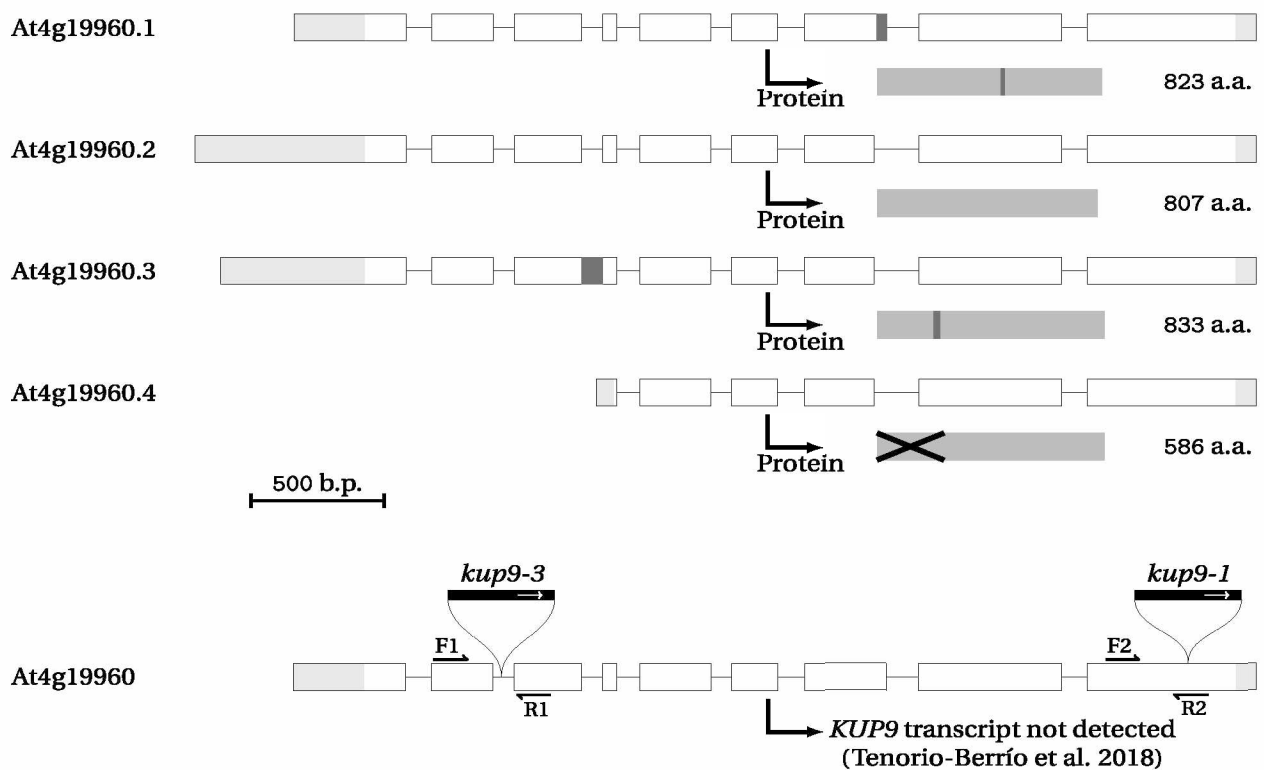 At4g19960.1
Protein
823 a.a.
At4g19960.2
Protein
807 a.a.
At4g19960.3
Protein
833 a.a.
At4g19960.4
Protein
586 a.a.
500 b.p.
kup9-3
kup9-1
F1
F2
At4g19960
R1
R2
KUP9 transcript not detected
(Tenorio-Berrío et al. 2018)